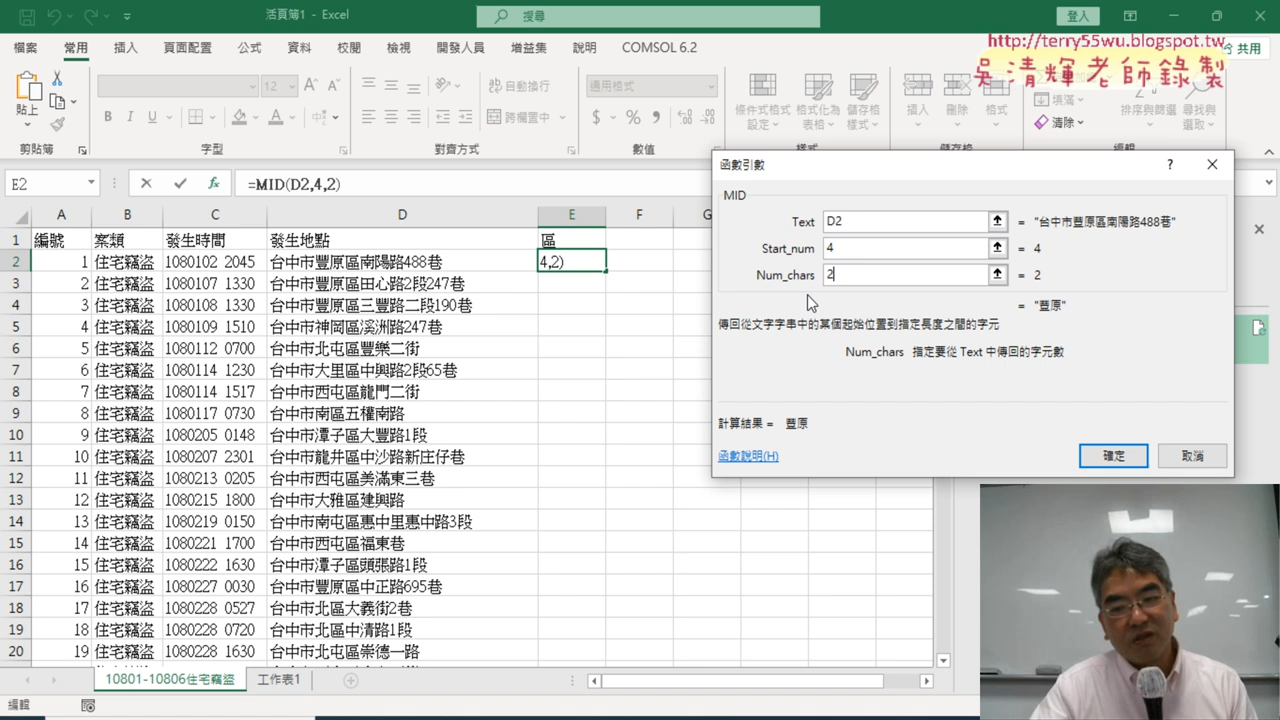 活頁簿1 - Excel
搜尋
登入
http://terry55wu.blogspot.tw
吳清輝老師錄製
檔案 常用 插入 頁面配置 公式 資料 校閱 檢視 開發人員 增益集 說明 COMSOL 6.2 共用
貼上
12
自動換行
跨欄置中
通用格式
條件式格式設定 格式化為表格 儲存格樣式
插入 刪除 格式
填滿
清除
排序與篩選 尋找與選取
剪貼簿 字型 對齊方式 數值 樣式 儲存格 編輯
E2 =MID(D2,4,2)
A B C D E F G
1 編號 案類 發生時間 發生地點 區
2 1 住宅竊盜 1080102 2045 台中市豐原區南陽路488巷 4,2)
3 2 住宅竊盜 1080107 1330 台中市豐原區田心路2段247巷
4 3 住宅竊盜 1080108 1330 台中市豐原區三豐路二段190巷
5 4 住宅竊盜 1080109 1510 台中市神岡區溪洲路247巷
6 5 住宅竊盜 1080112 0700 台中市北屯區豐樂二街
7 6 住宅竊盜 1080114 1230 台中市大里區中興路2段65巷
8 7 住宅竊盜 1080114 1517 台中市西屯區龍門二街
9 8 住宅竊盜 1080117 0730 台中市南區五權南路
10 9 住宅竊盜 1080205 0148 台中市潭子區大豐路1段
11 10 住宅竊盜 1080207 2301 台中市龍井區中沙路新庄仔巷
12 11 住宅竊盜 1080213 0205 台中市西屯區美滿東三巷
13 12 住宅竊盜 1080215 1800 台中市大雅區建興路
14 13 住宅竊盜 1080219 0150 台中市南屯區惠中里惠中路3段
15 14 住宅竊盜 1080221 1700 台中市西屯區福東巷
16 15 住宅竊盜 1080222 1630 台中市潭子區頭張路1段
17 16 住宅竊盜 1080227 0030 台中市豐原區中正路695巷
18 17 住宅竊盜 1080228 0527 台中市北區大義街2巷
19 18 住宅竊盜 1080228 0720 台中市北區中清路1段
20 19 住宅竊盜 1080228 1630 台中市北區崇德一路
函數引數 ?
MID
Text D2 = "台中市豐原區南陽路488巷"
Start_num 4 = 4
Num_chars 2 = 2
= "豐原"
傳回從文字字串中的某個起始位置到指定長度之間的字元
Num_chars 指定要從 Text 中傳回的字元數
計算結果 = 豐原
函數說明(H) 確定 取消
10801-10806住宅竊盜 工作表1
編輯